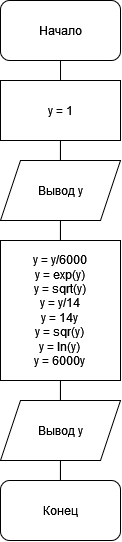 Начало
y = 1
Вывод y
y = y/6000
y = exp(y)
y = sqrt(y)
y = y/14
y = 14y
y = sqr(y)
y = ln(y)
y = 6000y
Вывод y
Конец